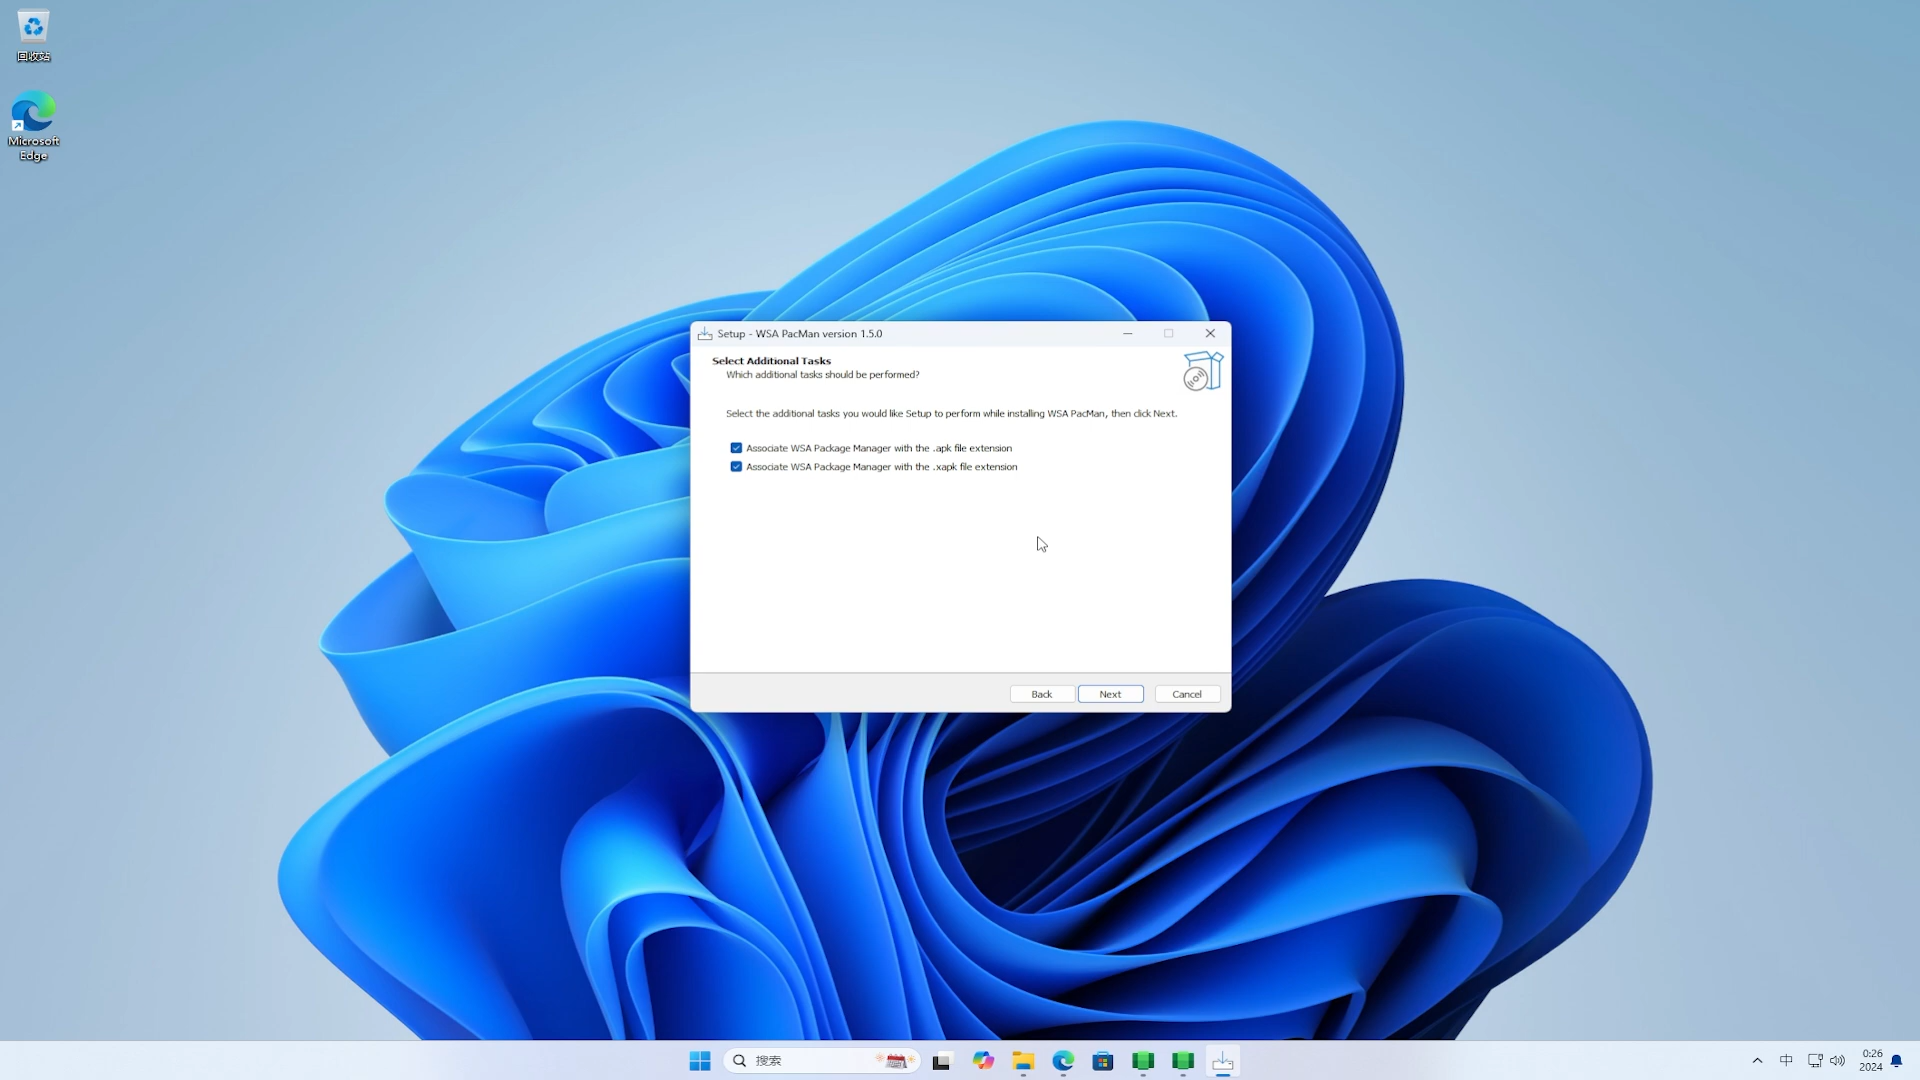 回收站
Microsoft
Edge
Setup - WSA PacMan version 1.5.0
Select Additional Tasks
Which additional tasks should be performed?
Select the additional tasks you would like Setup to perform while installing WSA PacMan, then click Next.
Associate WSA Package Manager with the .apk file extension
Associate WSA Package Manager with the .xapk file extension
Back
Next
Cancel
搜索
中
0:26
2024